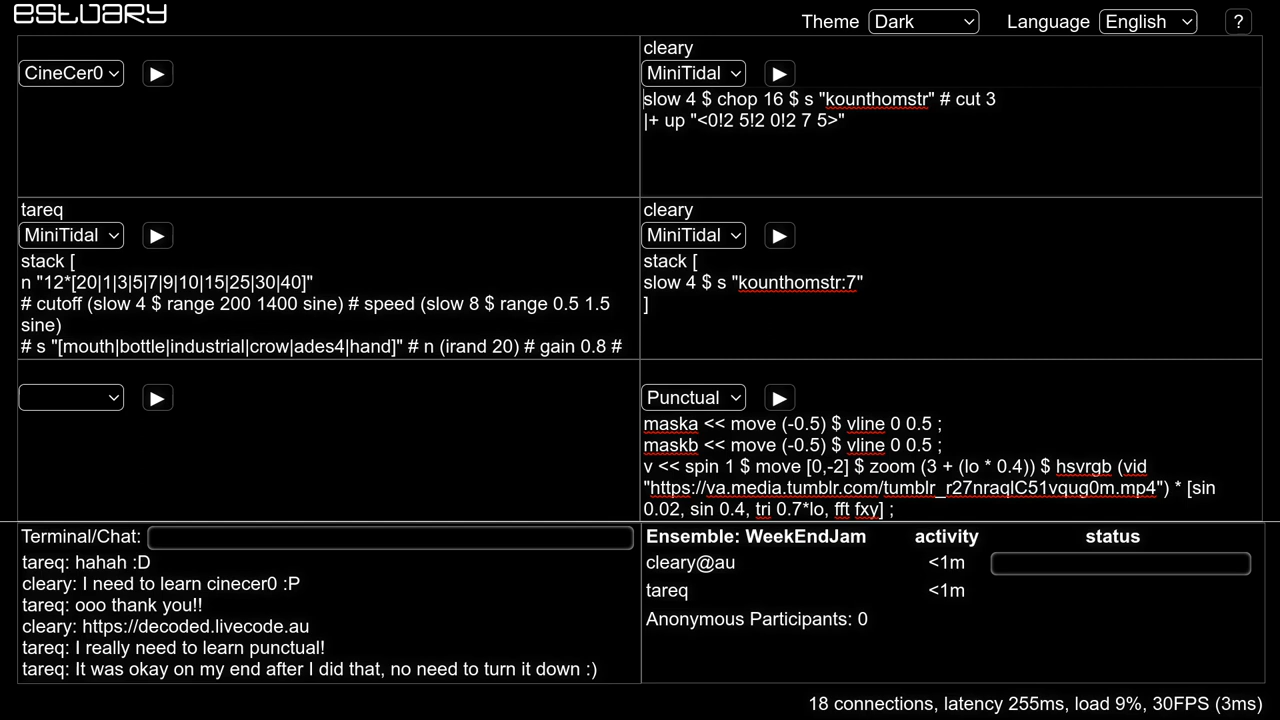 estuary
Theme Dark Language English ?
CineCer0 ▶
cleary
MiniTidal ▶
slow 4 $ chop 16 $ s "kounthomstr" # cut 3
|+ up "<0!2 5!2 0!2 7 5>"
tareq
MiniTidal ▶
stack [
n "12*[20|1|3|5|7|9|10|15|25|30|40]"
# cutoff (slow 4 $ range 200 1400 sine) # speed (slow 8 $ range 0.5 1.5
sine)
# s "[mouth|bottle|industrial|crow|ades4|hand]" # n (irand 20) # gain 0.8 #
cleary
MiniTidal ▶
stack [
slow 4 $ s "kounthomstr:7"
]
▶
Punctual ▶
maska << move (-0.5) $ vline 0 0.5 ;
maskb << move (-0.5) $ vline 0 0.5 ;
v << spin 1 $ move [0,-2] $ zoom (3 + (lo * 0.4)) $ hsvrgb (vid
"https://va.media.tumblr.com/tumblr_r27nraqlC51vqug0m.mp4") * [sin
0.02, sin 0.4, tri 0.7*lo, fft fxy] ;
Terminal/Chat:
tareq: hahah :D
cleary: I need to learn cinecer0 :P
tareq: ooo thank you!!
cleary: https://decoded.livecode.au
tareq: I really need to learn punctual!
tareq: It was okay on my end after I did that, no need to turn it down :)
Ensemble: WeekEndJam activity status
cleary@au <1m
tareq <1m
Anonymous Participants: 0
18 connections, latency 255ms, load 9%, 30FPS (3ms)